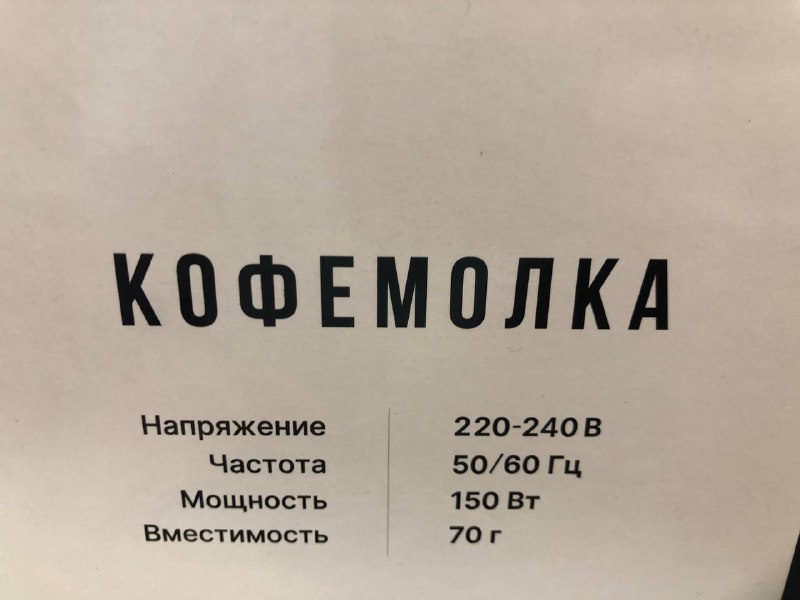 КОФЕМОЛКА
Напряжение 220-240 В
Частота 50/60 Гц
Мощность 150 Вт
Вместимость 70 г